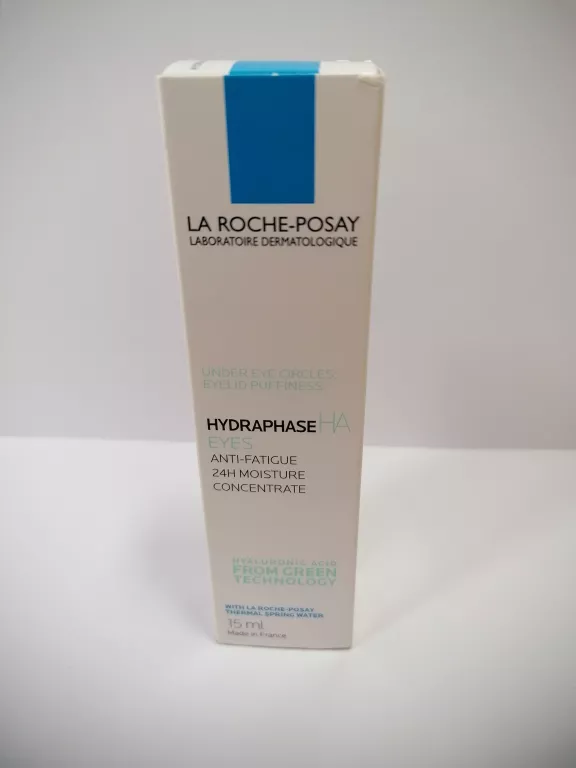 LA ROCHE-POSAY
LABORATOIRE DERMATOLOGIQUE
UNDER EYE CIRCLES,
EYELID PUFFINESS
HYDRAPHASE HA
EYES
ANTI-FATIGUE
24H MOISTURE
CONCENTRATE
HYALURONIC ACID
FROM GREEN
TECHNOLOGY
WITH LA ROCHE-POSAY
THERMAL SPRING WATER
15 ml
Made in France